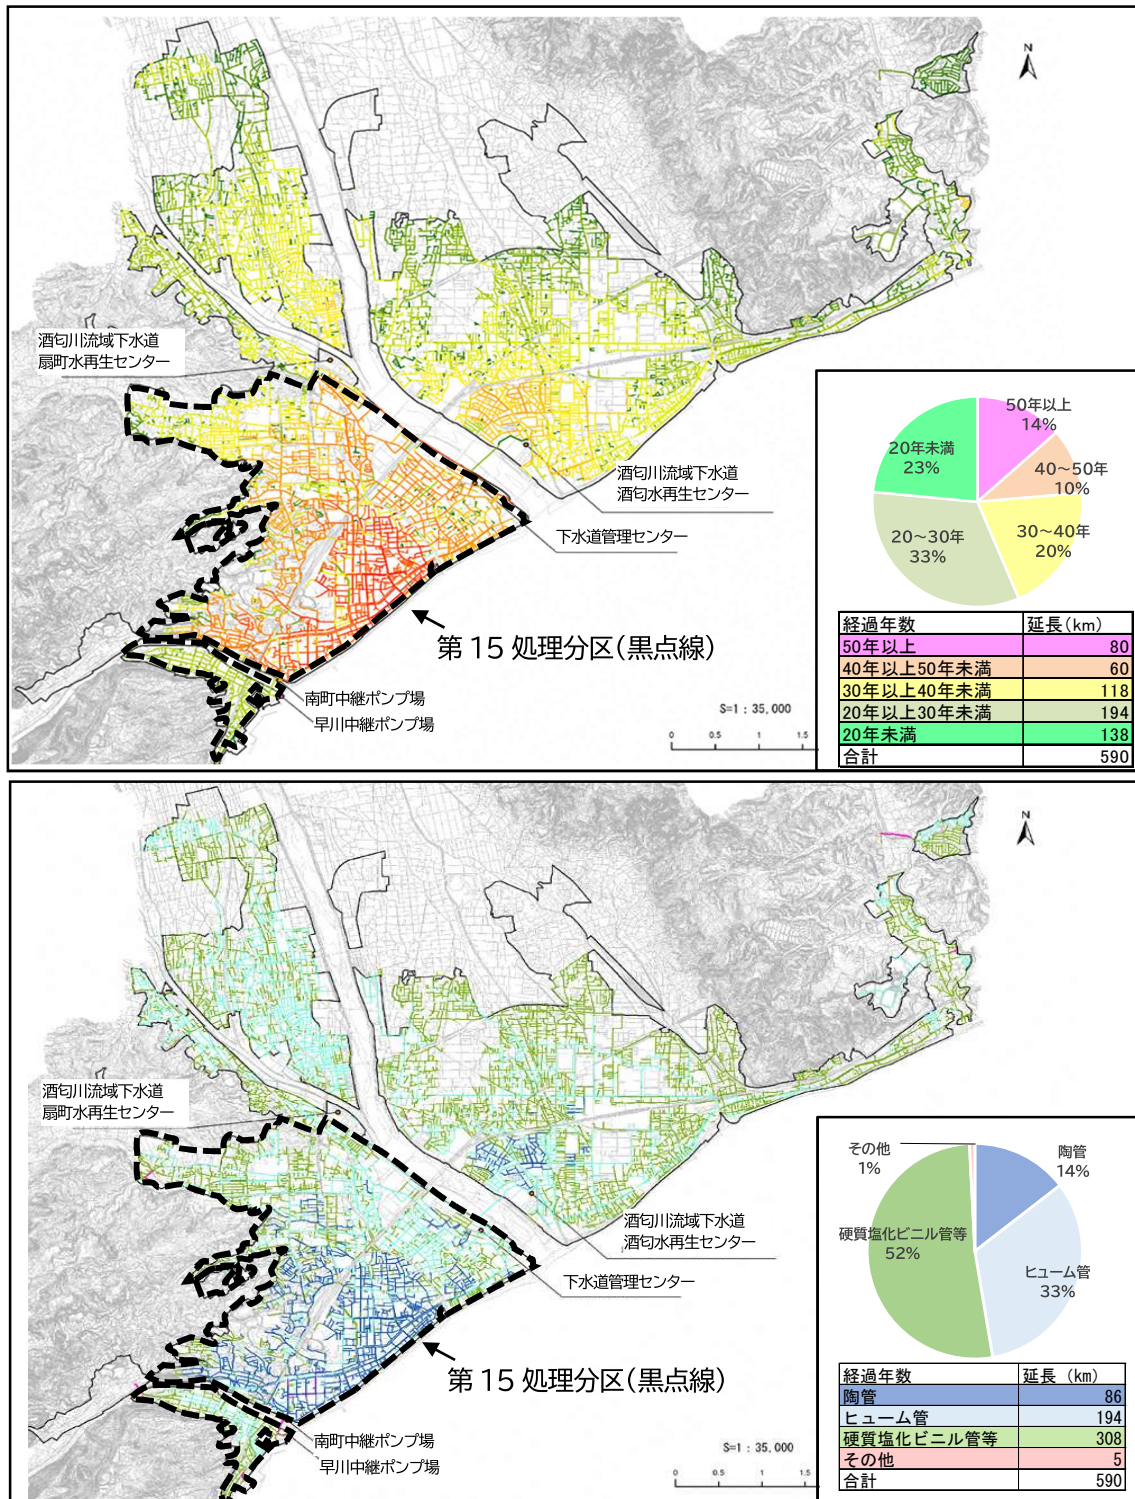 N
酒匂川流域下水道
扇町水再生センター
酒匂川流域下水道
酒匂水再生センター
下水道管理センター
第15処理分区(黒点線)
南町中継ポンプ場
早川中継ポンプ場
S=1：35,000
0 0.5 1 1.5
50年以上
14%
40～50年
10%
30～40年
20%
20～30年
33%
20年未満
23%
経過年数 延長(km)
50年以上 80
40年以上50年未満 60
30年以上40年未満 118
20年以上30年未満 194
20年未満 138
合計 590
N
酒匂川流域下水道
扇町水再生センター
酒匂川流域下水道
酒匂水再生センター
下水道管理センター
第15処理分区(黒点線)
南町中継ポンプ場
早川中継ポンプ場
S=1：35,000
0 0.5 1 1.5
その他
1%
陶管
14%
ヒューム管
33%
硬質塩化ビニル管等
52%
経過年数 延長（km）
陶管 86
ヒューム管 194
硬質塩化ビニル管等 308
その他 5
合計 590